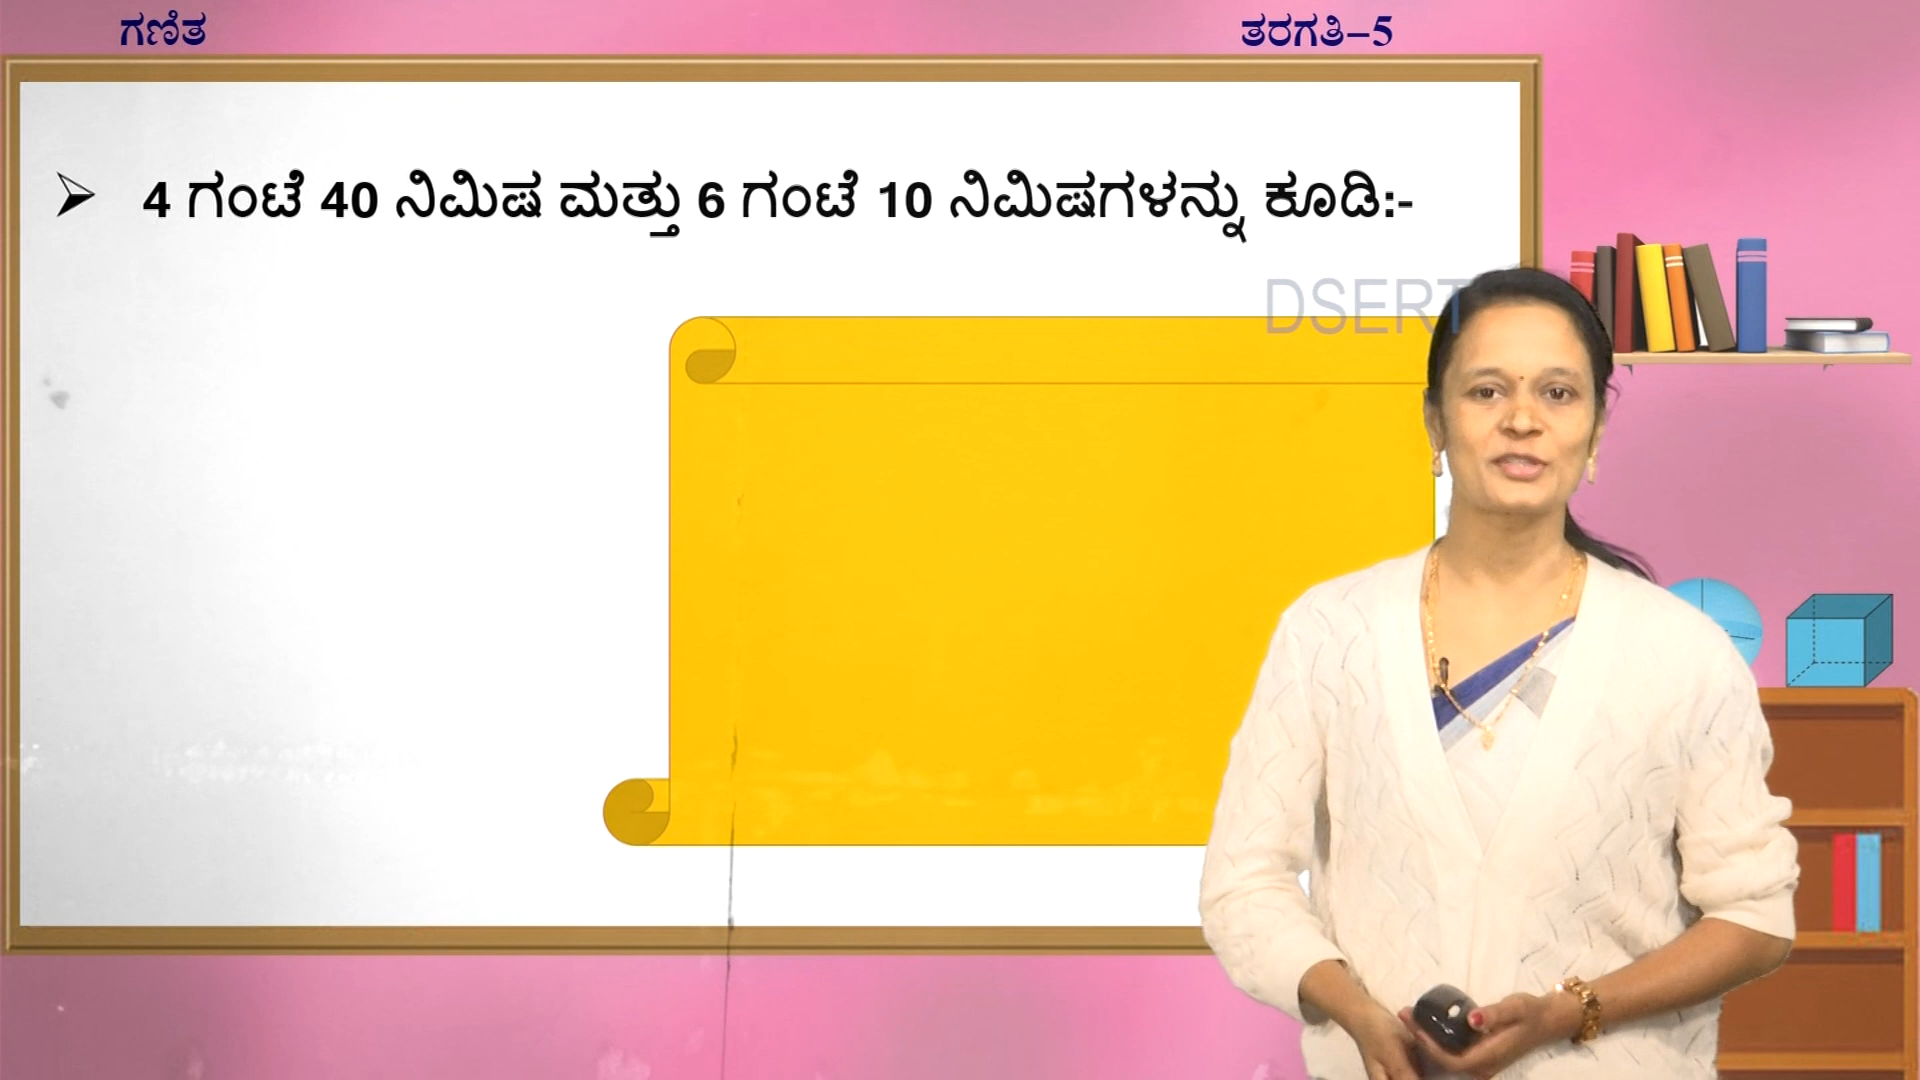 ಗಣಿತ
ತರಗತಿ–5
➢ 4 ಗಂಟೆ 40 ನಿಮಿಷ ಮತ್ತು 6 ಗಂಟೆ 10 ನಿಮಿಷಗಳನ್ನು ಕೂಡಿ:-
DSERT